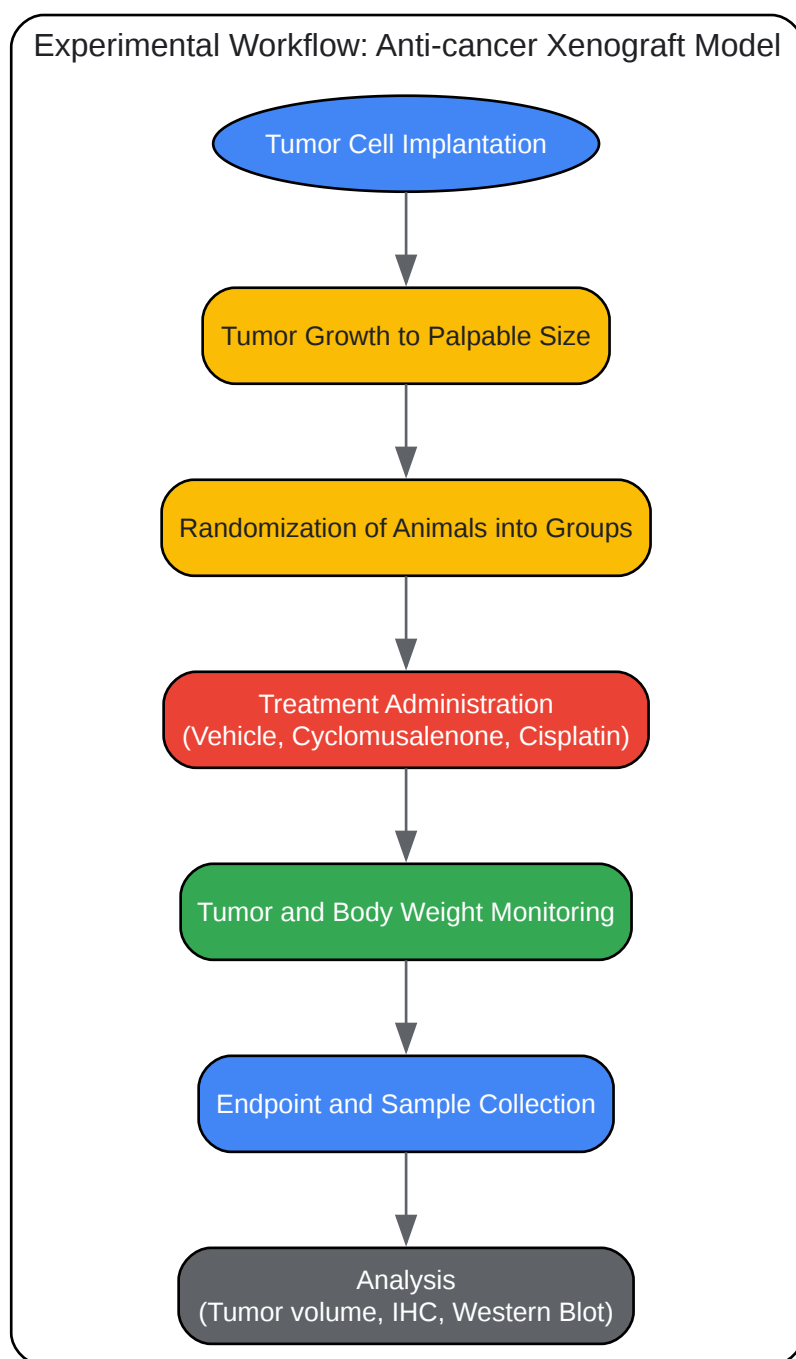 Experimental Workflow: Anti-cancer Xenograft Model
Tumor Cell Implantation
Tumor Growth to Palpable Size
Randomization of Animals into Groups
Treatment Administration
(Vehicle, Cyclomusalenone, Cisplatin)
Tumor and Body Weight Monitoring
Endpoint and Sample Collection
Analysis
(Tumor volume, IHC, Western Blot)